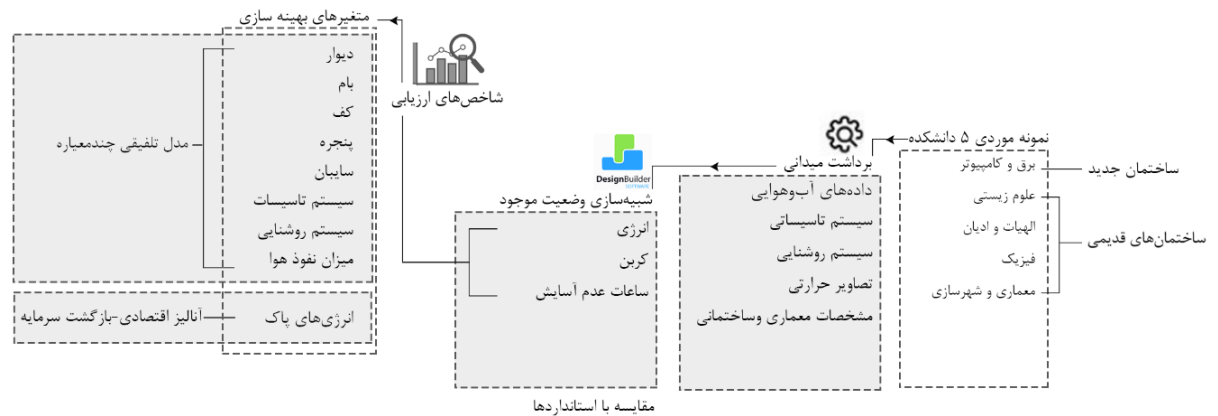 نمونه موردی ۵ دانشکده
برق و کامپیوتر
علوم زیستی
الهیات و ادیان
فیزیک
معماری و شهرسازی
ساختمان جدید
ساختمان‌های قدیمی
برداشت میدانی
داده‌های آب‌وهوایی
سیستم تاسیساتی
سیستم روشنایی
تصاویر حرارتی
مشخصات معماری وساختمانی
DesignBuilder
SOFTWARE
شبیه‌سازی وضعیت موجود
انرژی
کربن
ساعات عدم آسایش
مقایسه با استانداردها
شاخص‌های ارزیابی
متغیرهای بهینه سازی
دیوار
بام
کف
پنجره
سایبان
سیستم تاسیسات
سیستم روشنایی
میزان نفوذ هوا
مدل تلفیقی چندمعیاره
انرژی‌های پاک
آنالیز اقتصادی-بازگشت سرمایه